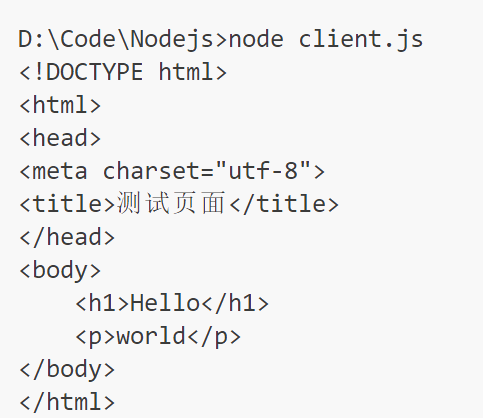 D:\Code\Nodejs>node client.js
<!DOCTYPE html>
<html>
<head>
<meta charset="utf-8">
<title>测试页面</title>
</head>
<body>
    <h1>Hello</h1>
    <p>world</p>
</body>
</html>